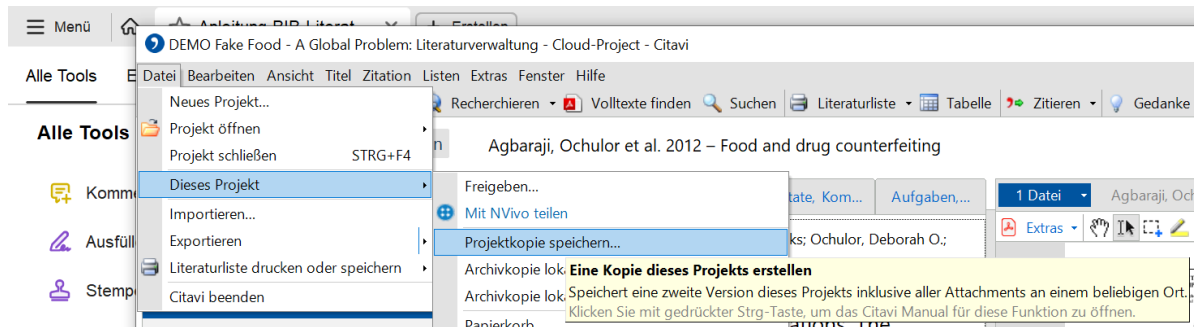 Menü
Erstellen
DEMO Fake Food - A Global Problem: Literaturverwaltung - Cloud-Project - Citavi
Alle Tools
Datei Bearbeiten Ansicht Titel Zitation Listen Extras Fenster Hilfe
Neues Projekt...
Recherchieren Volltexte finden Suchen Literaturliste Tabelle Zitieren Gedanke
Projekt öffnen
Alle Tools
Agbaraji, Ochulor et al. 2012 – Food and drug counterfeiting
Projekt schließen STRG+F4
Dieses Projekt
Freigeben...
Aufgaben,...
1 Datei
Importieren...
Mit NVivo teilen
Extras
Exportieren
Projektkopie speichern...
Ochulor, Deborah O.;
Literaturliste drucken oder speichern
Archivkopie
Eine Kopie dieses Projekts erstellen
Citavi beenden
Archivkopie
Speichert eine zweite Version dieses Projekts inklusive aller Attachments an einem beliebigen Ort.
Klicken Sie mit gedrückter Strg-Taste, um das Citavi Manual für diese Funktion zu öffnen.